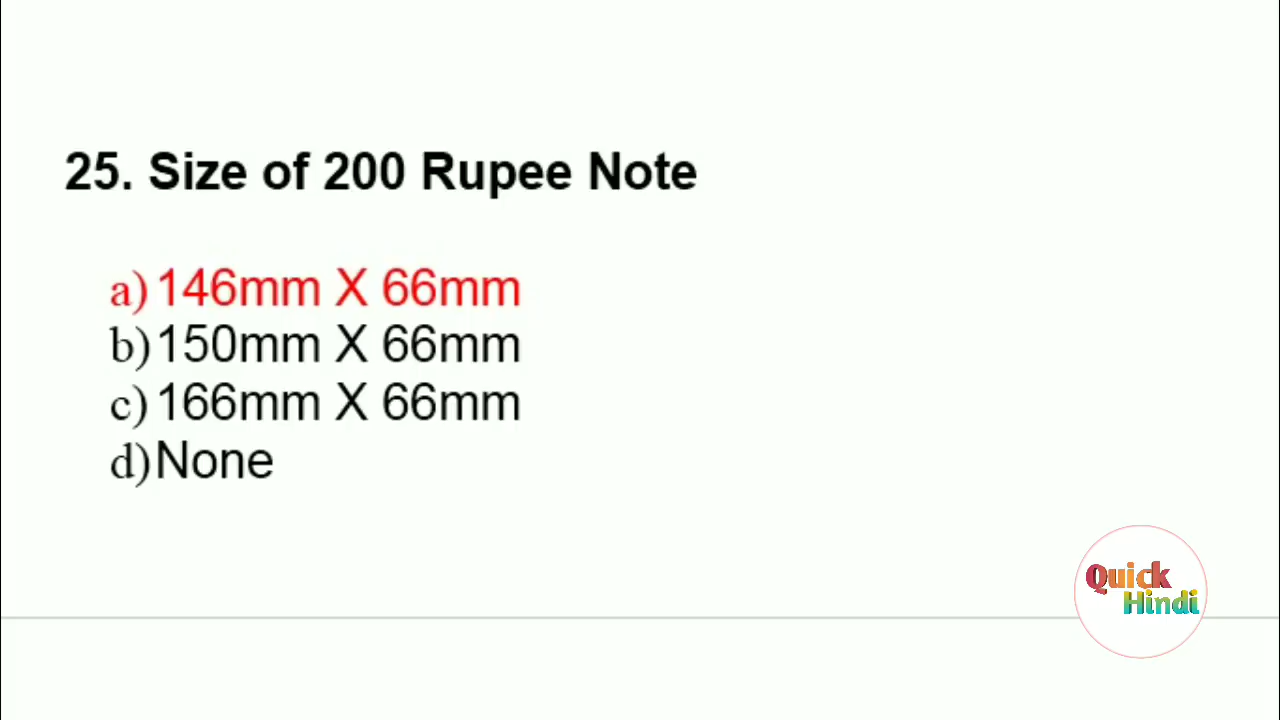 25. Size of 200 Rupee Note
a) 146mm X 66mm
b) 150mm X 66mm
c) 166mm X 66mm
d) None
Quick
Hindi